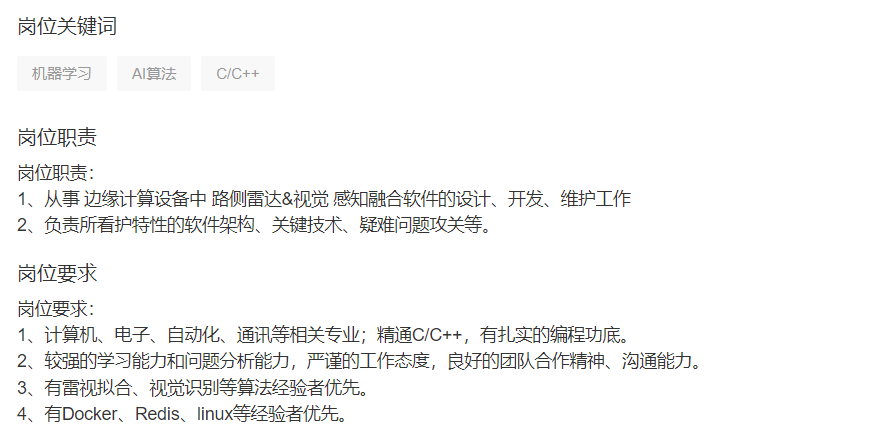 岗位关键词
机器学习 AI算法 C/C++
岗位职责
岗位职责：
1、从事 边缘计算设备中 路侧雷达&视觉 感知融合软件的设计、开发、维护工作
2、负责所看护特性的软件架构、关键技术、疑难问题攻关等。
岗位要求
岗位要求：
1、计算机、电子、自动化、通讯等相关专业；精通C/C++，有扎实的编程功底。
2、较强的学习能力和问题分析能力，严谨的工作态度，良好的团队合作精神、沟通能力。
3、有雷视拟合、视觉识别等算法经验者优先。
4、有Docker、Redis、linux等经验者优先。